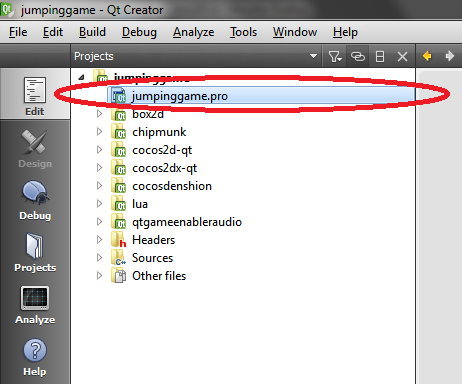 jumpinggame - Qt Creator
File Edit Build Debug Analyze Tools Window Help
Projects
jumpinggame
jumpinggame.pro
box2d
chipmunk
cocos2d-qt
cocos2dx-qt
cocosdenshion
lua
qtgameenableraudio
Headers
Sources
Other files
Edit
Design
Debug
Projects
Analyze
Help